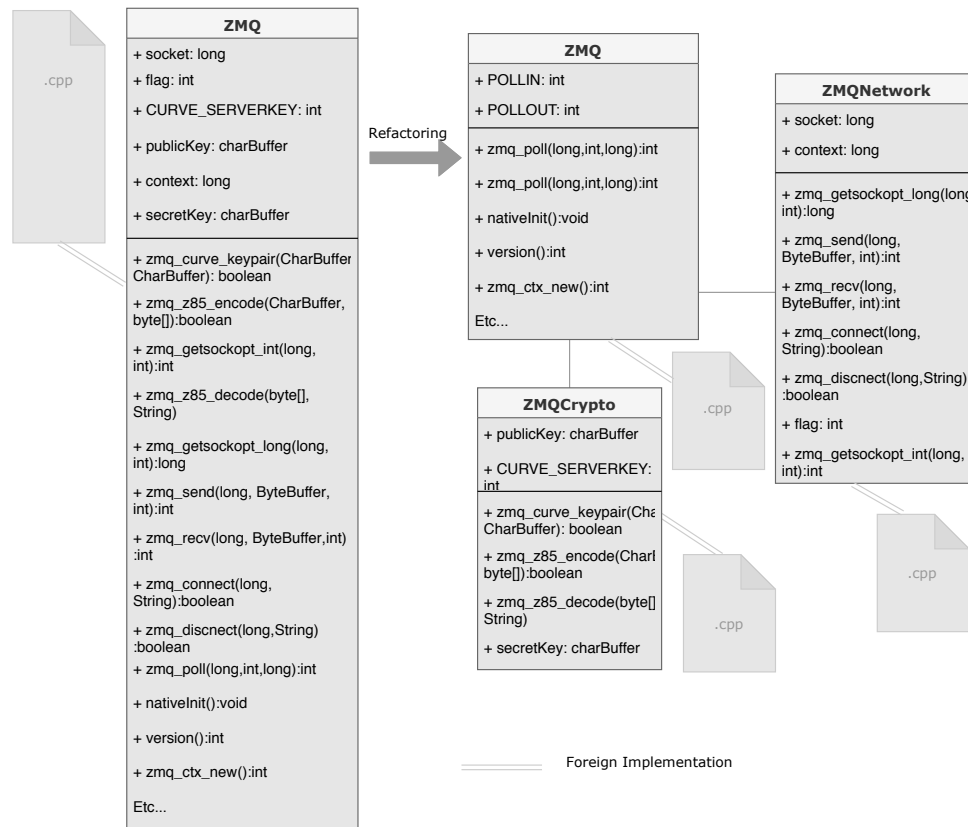 .cpp
ZMQ
+ socket: long
+ flag: int
+ CURVE_SERVERKEY: int
+ publicKey: charBuffer
+ context: long
+ secretKey: charBuffer
+ zmq_curve_keypair(CharBuffer
CharBuffer): boolean
+ zmq_z85_encode(CharBuffer,
byte[]):boolean
+ zmq_getsockopt_int(long,
int):int
+ zmq_z85_decode(byte[],
String)
+ zmq_getsockopt_long(long,
int):long
+ zmq_send(long, ByteBuffer,
int):int
+ zmq_recv(long, ByteBuffer,int)
:int
+ zmq_connect(long,
String):boolean
+ zmq_discnect(long,String)
:boolean
+ zmq_poll(long,int,long):int
+ nativeInit():void
+ version():int
+ zmq_ctx_new():int
Etc...
Refactoring
ZMQ
+ POLLIN: int
+ POLLOUT: int
+ zmq_poll(long,int,long):int
+ zmq_poll(long,int,long):int
+ nativeInit():void
+ version():int
+ zmq_ctx_new():int
Etc...
.cpp
ZMQCrypto
+ publicKey: charBuffer
+ CURVE_SERVERKEY:
int
+ zmq_curve_keypair(Cha
CharBuffer): boolean
+ zmq_z85_encode(Char
byte[]):boolean
+ zmq_z85_decode(byte[]
String)
+ secretKey: charBuffer
.cpp
ZMQNetwork
+ socket: long
+ context: long
+ zmq_getsockopt_long(long
int):long
+ zmq_send(long,
ByteBuffer, int):int
+ zmq_recv(long,
ByteBuffer, int):int
+ zmq_connect(long,
String):boolean
+ zmq_discnect(long,String)
:boolean
+ flag: int
+ zmq_getsockopt_int(long,
int):int
.cpp
Foreign Implementation